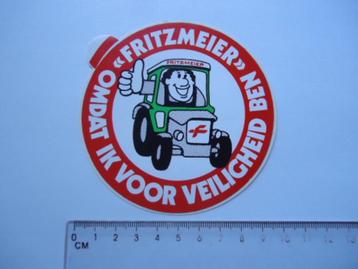 «FRITZMEIER»
OMDAT IK VOOR VEILIGHEID BEN
FRITZMEIER
0 1 2 3 4 5 6 7 8 9 10 11 12 13 14
CM